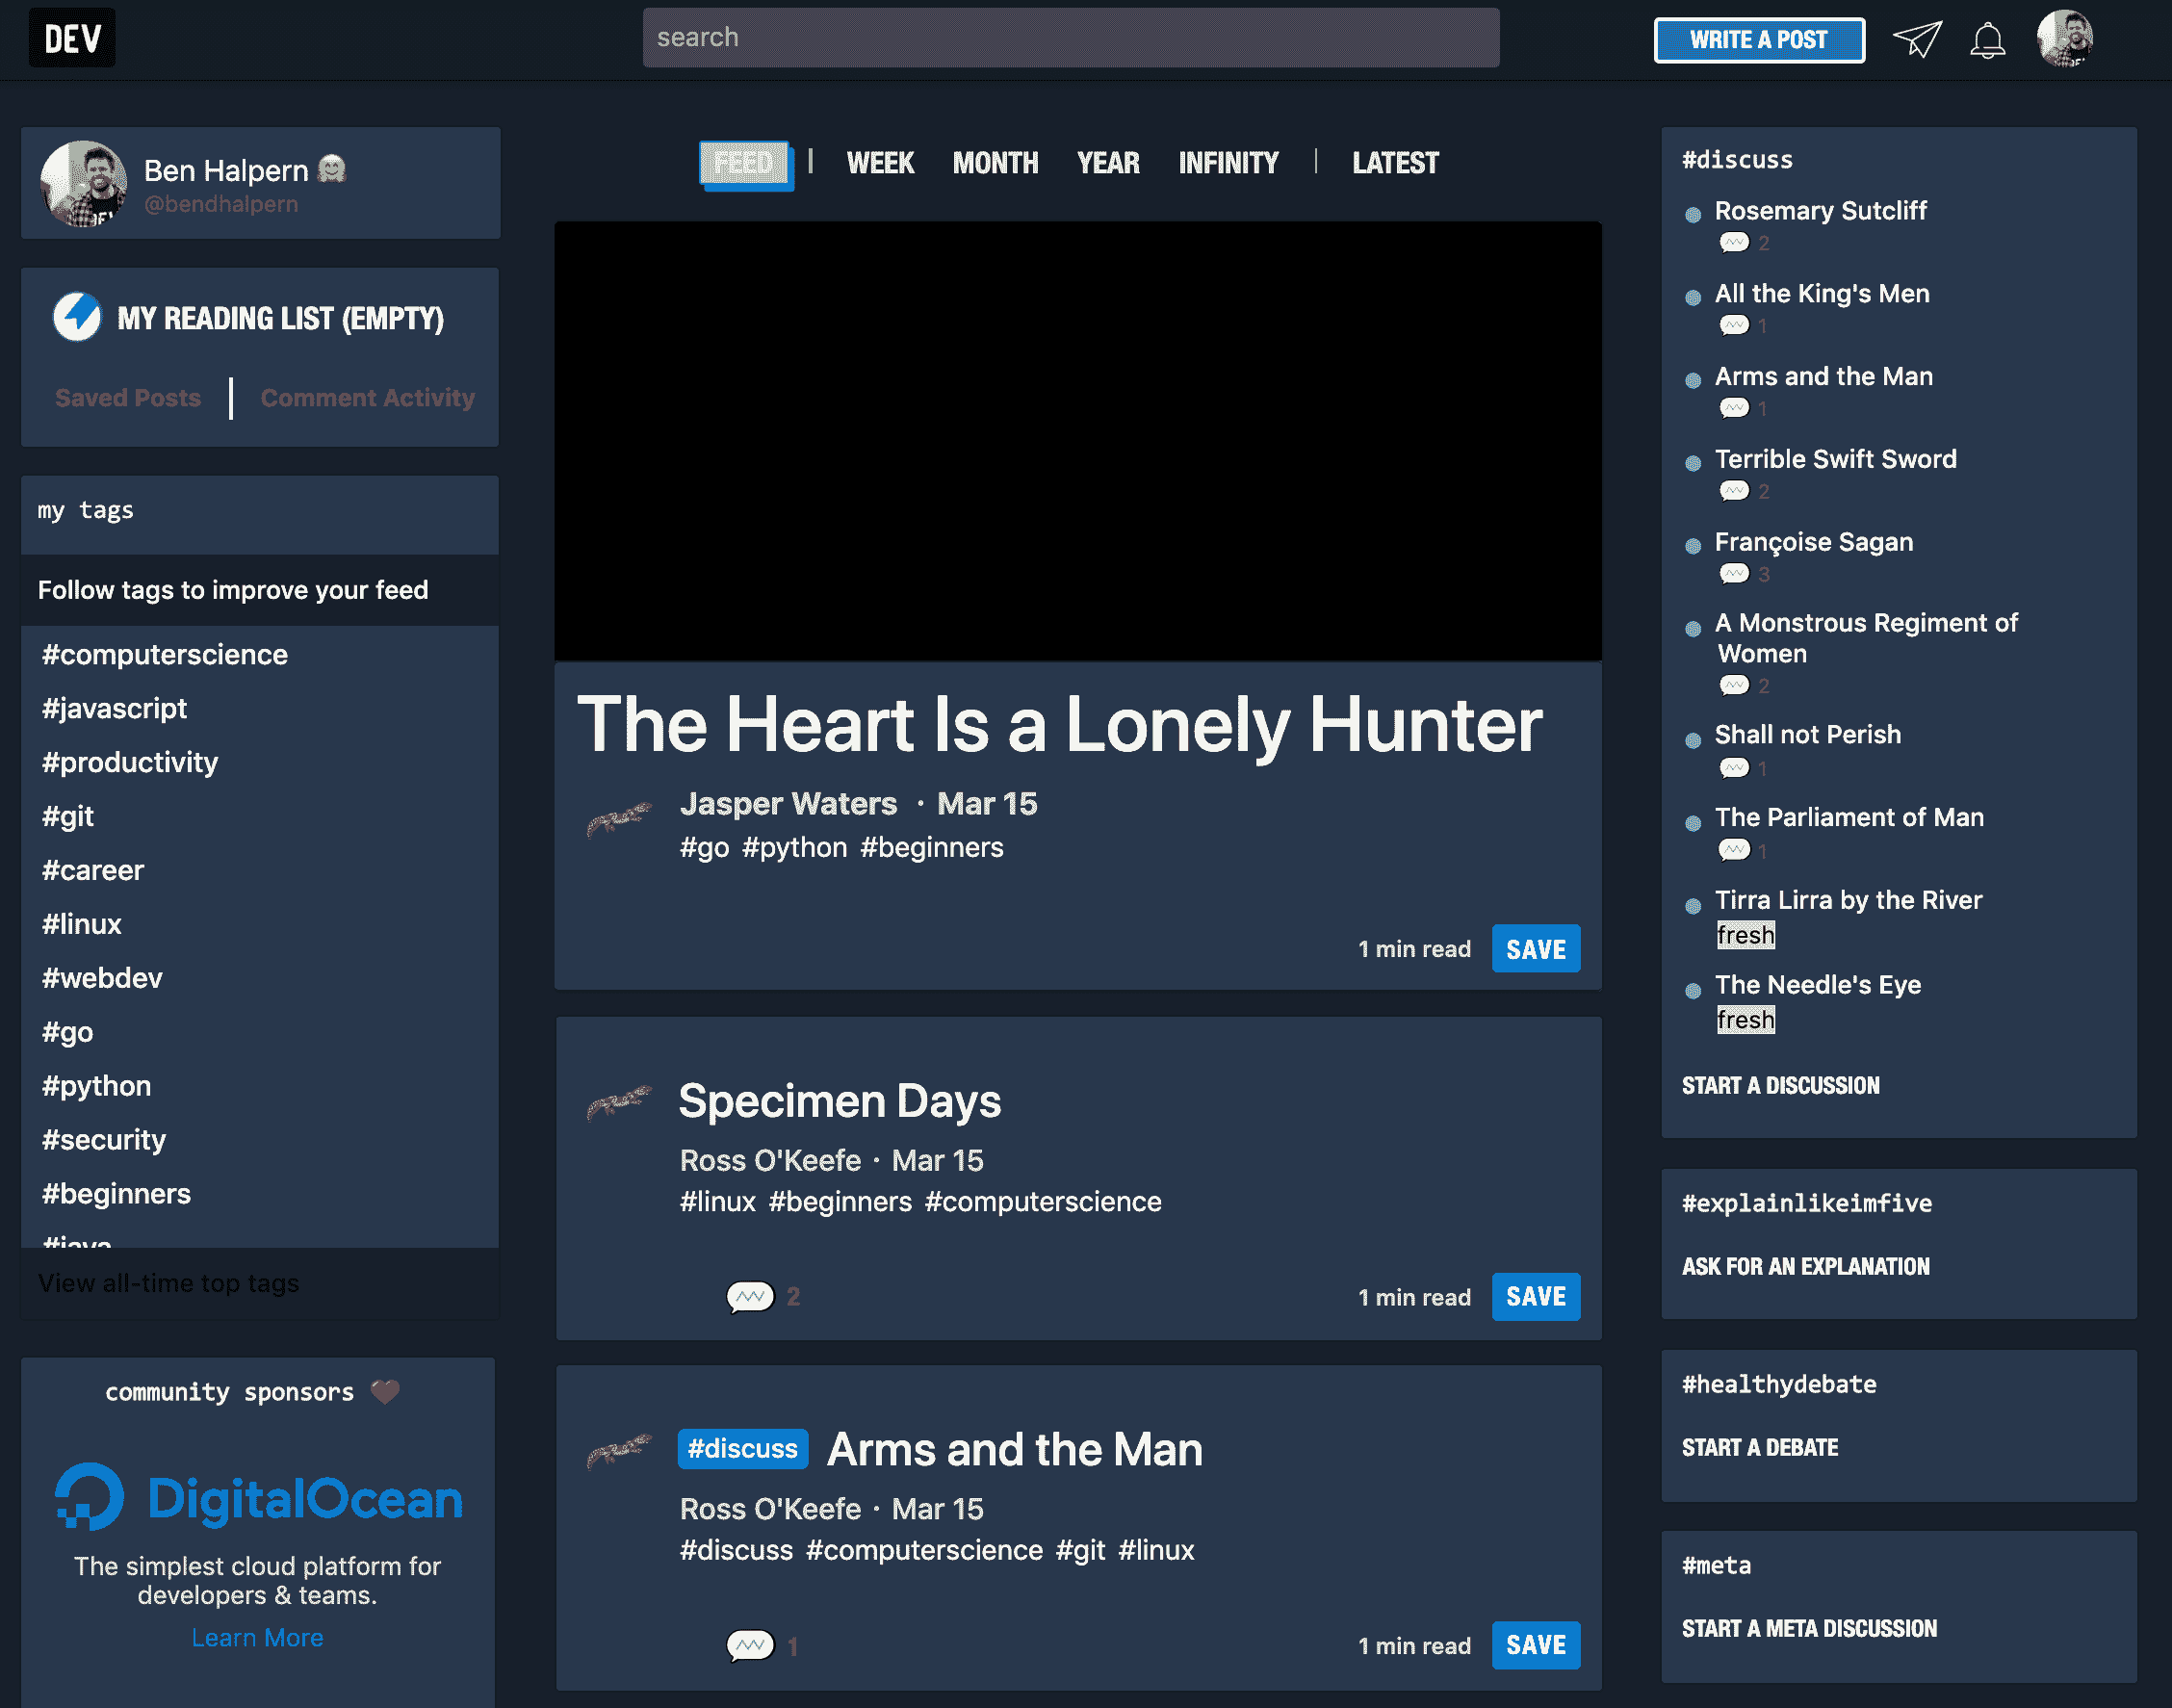 DEV
search
WRITE A POST
Ben Halpern
@bendhalpern
MY READING LIST (EMPTY)
Saved Posts
Comment Activity
my tags
Follow tags to improve your feed
#computerscience
#javascript
#productivity
#git
#career
#linux
#webdev
#go
#python
#security
#beginners
#java
View all-time top tags
community sponsors
DigitalOcean
The simplest cloud platform for
developers & teams.
Learn More
FEED | WEEK MONTH YEAR INFINITY | LATEST
The Heart Is a Lonely Hunter
Jasper Waters · Mar 15
#go #python #beginners
1 min read SAVE
Specimen Days
Ross O'Keefe · Mar 15
#linux #beginners #computerscience
2
1 min read SAVE
#discuss Arms and the Man
Ross O'Keefe · Mar 15
#discuss #computerscience #git #linux
1
1 min read SAVE
#discuss
Rosemary Sutcliff
2
All the King's Men
1
Arms and the Man
1
Terrible Swift Sword
2
Françoise Sagan
3
A Monstrous Regiment of
Women
2
Shall not Perish
1
The Parliament of Man
1
Tirra Lirra by the River
fresh
The Needle's Eye
fresh
START A DISCUSSION
#explainlikeimfive
ASK FOR AN EXPLANATION
#healthydebate
START A DEBATE
#meta
START A META DISCUSSION